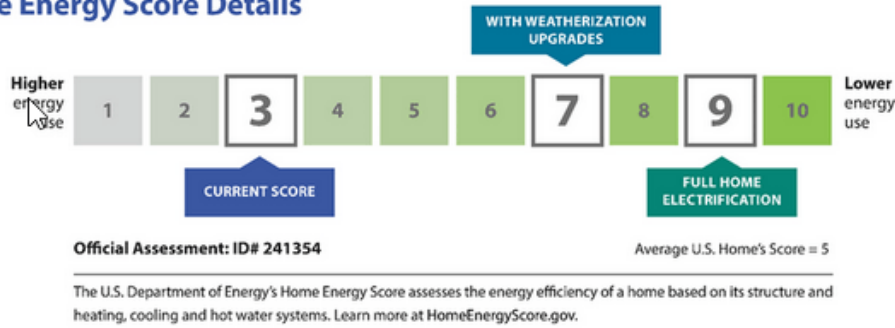 e Energy Score Details
WITH WEATHERIZATION
UPGRADES
Higher
energy
use
1 2 3 4 5 6 7 8 9 10
Lower
energy
use
CURRENT SCORE
FULL HOME
ELECTRIFICATION
Official Assessment: ID# 241354
Average U.S. Home's Score = 5
The U.S. Department of Energy's Home Energy Score assesses the energy efficiency of a home based on its structure and
heating, cooling and hot water systems. Learn more at HomeEnergyScore.gov.